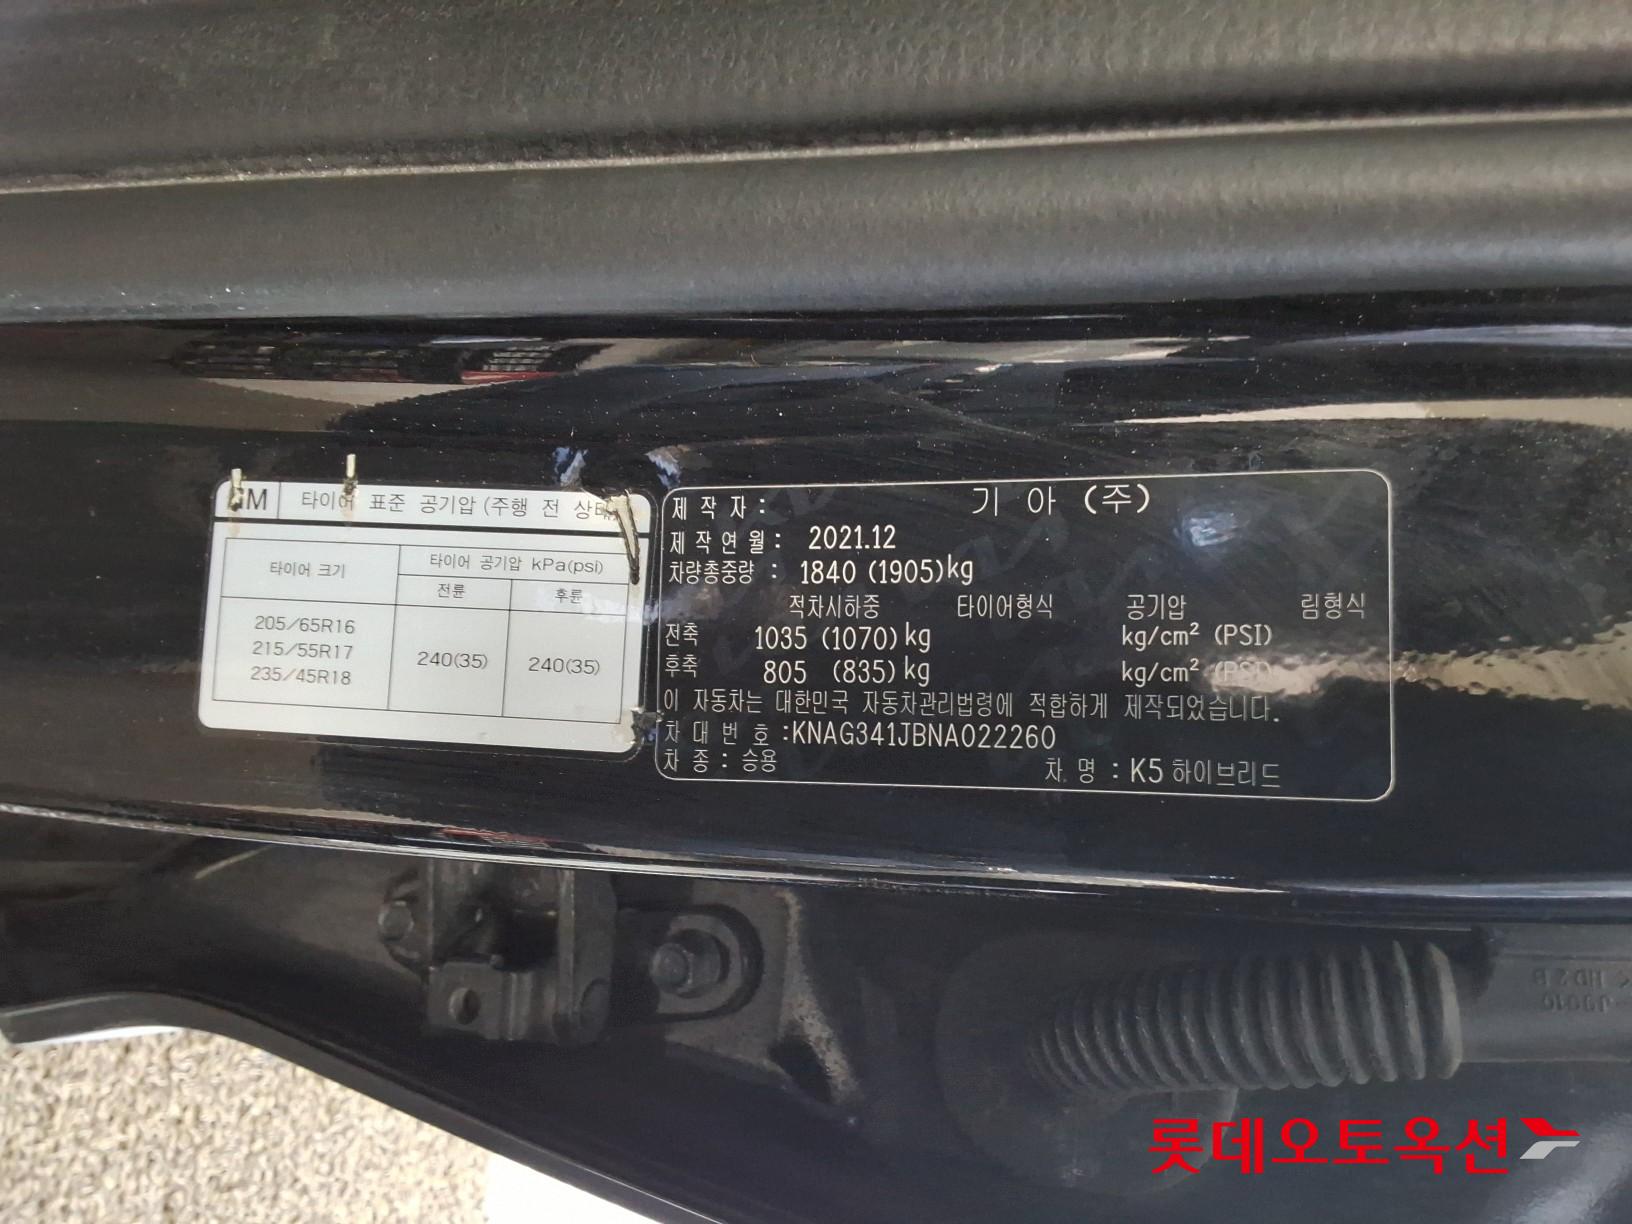 타이어 표준 공기압 (주행 전 상태)
타이어 크기
타이어 공기압 kPa(psi)
전륜
후륜
205/65R16
215/55R17
235/45R18
240(35)
240(35)
제 작 자 : 기 아 (주)
제 작 연 월 : 2021.12
차량총중량 : 1840 (1905)kg
적차시하중 타이어형식 공기압 림형식
전축 1035 (1070) kg kg/cm² (PSI)
후축 805 (835) kg kg/cm² (PSI)
이 자동차는 대한민국 자동차관리법령에 적합하게 제작되었습니다.
차 대 번 호 :KNAG341JBNA022260
차 종 : 승용 차 명 : K5 하이브리드
롯데오토옥션